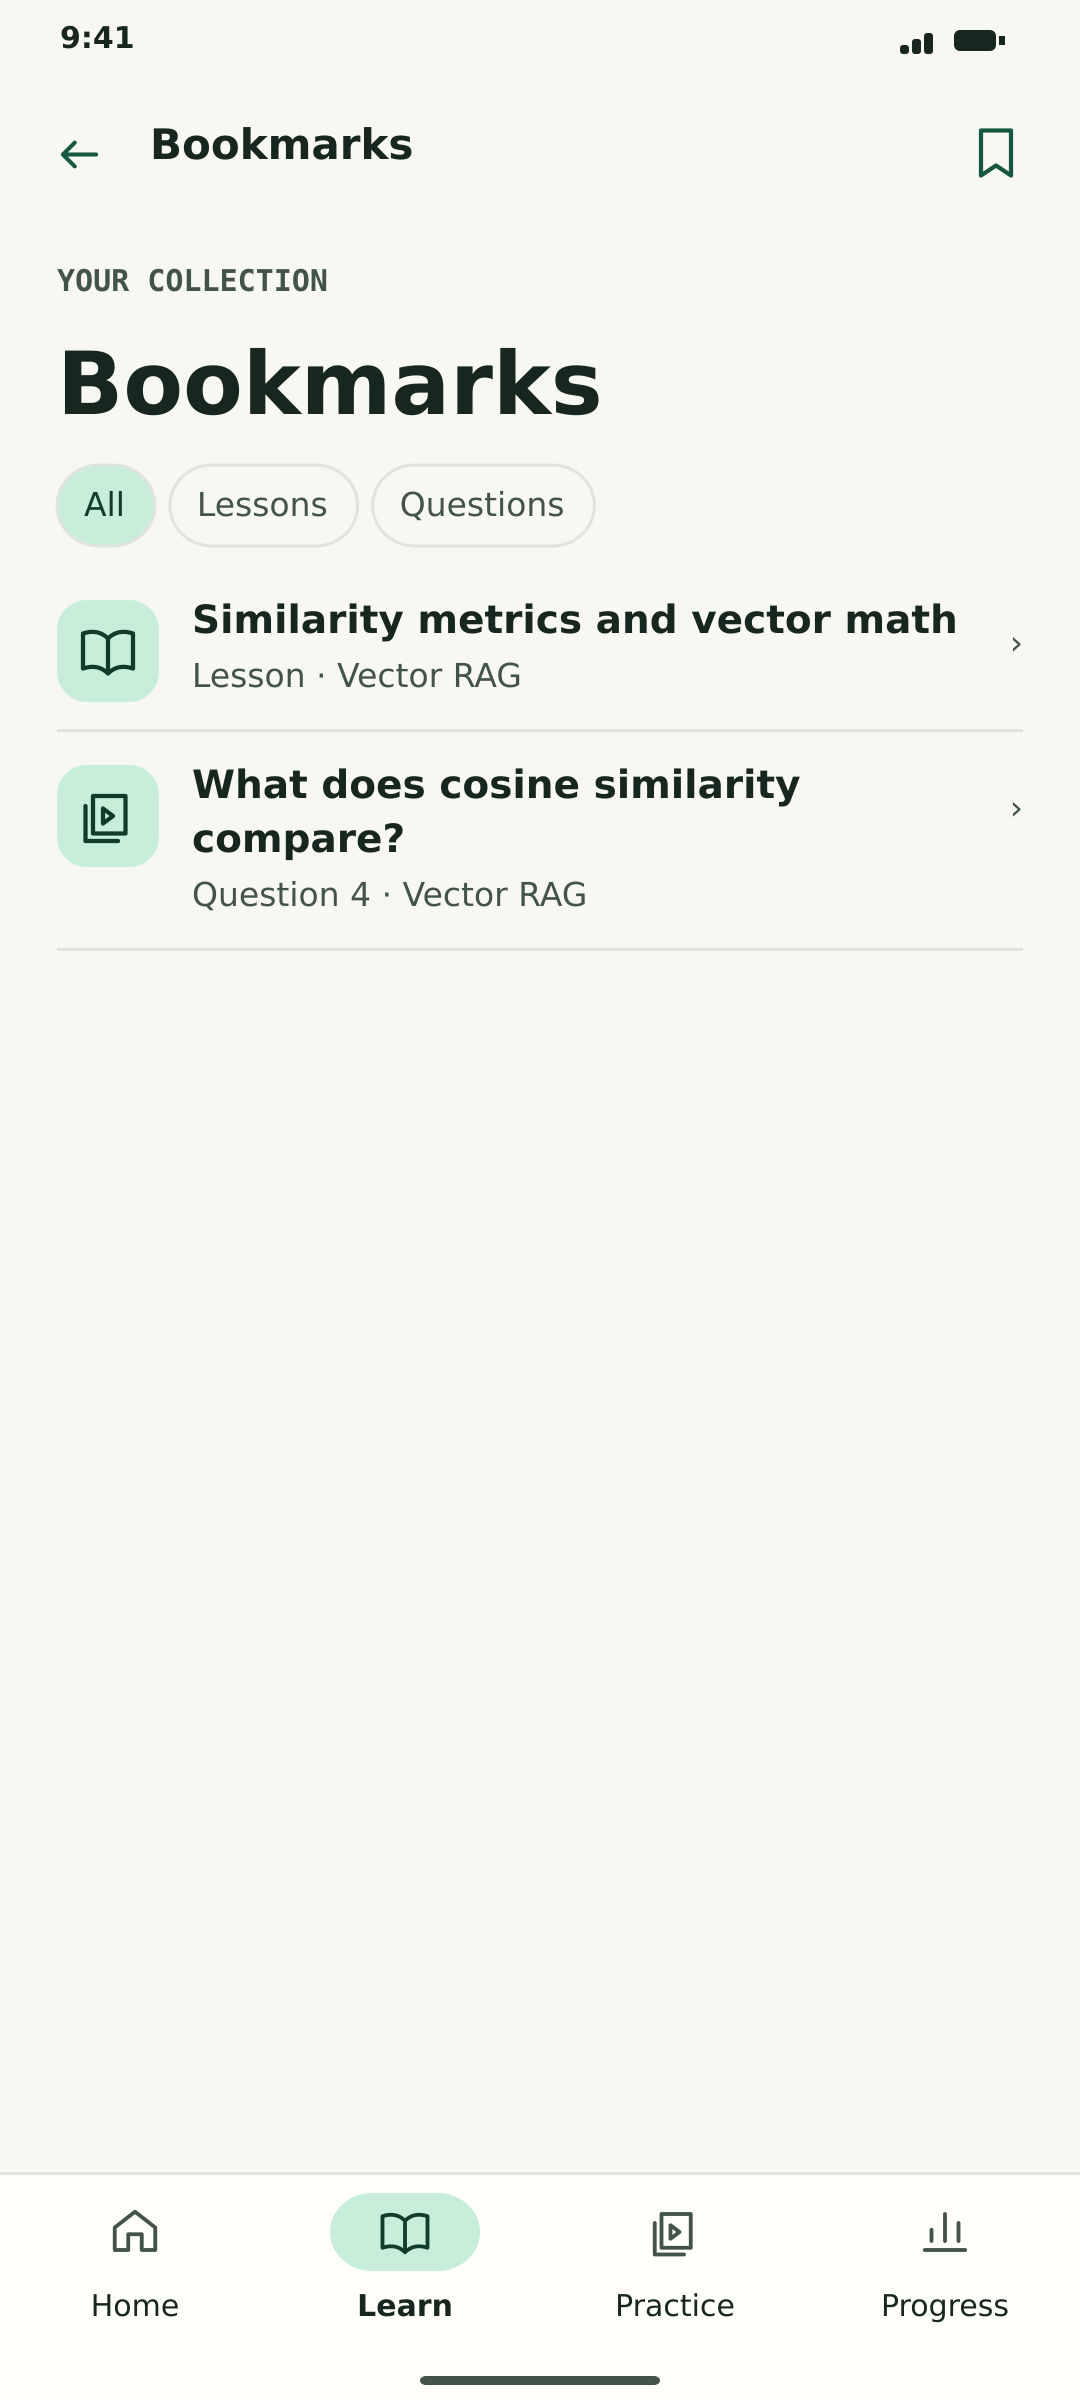 9:41
Bookmarks
YOUR COLLECTION
Bookmarks
All
Lessons
Questions
Similarity metrics and vector math
Lesson · Vector RAG
›
What does cosine similarity
compare?
Question 4 · Vector RAG
›
Home
Learn
Practice
Progress